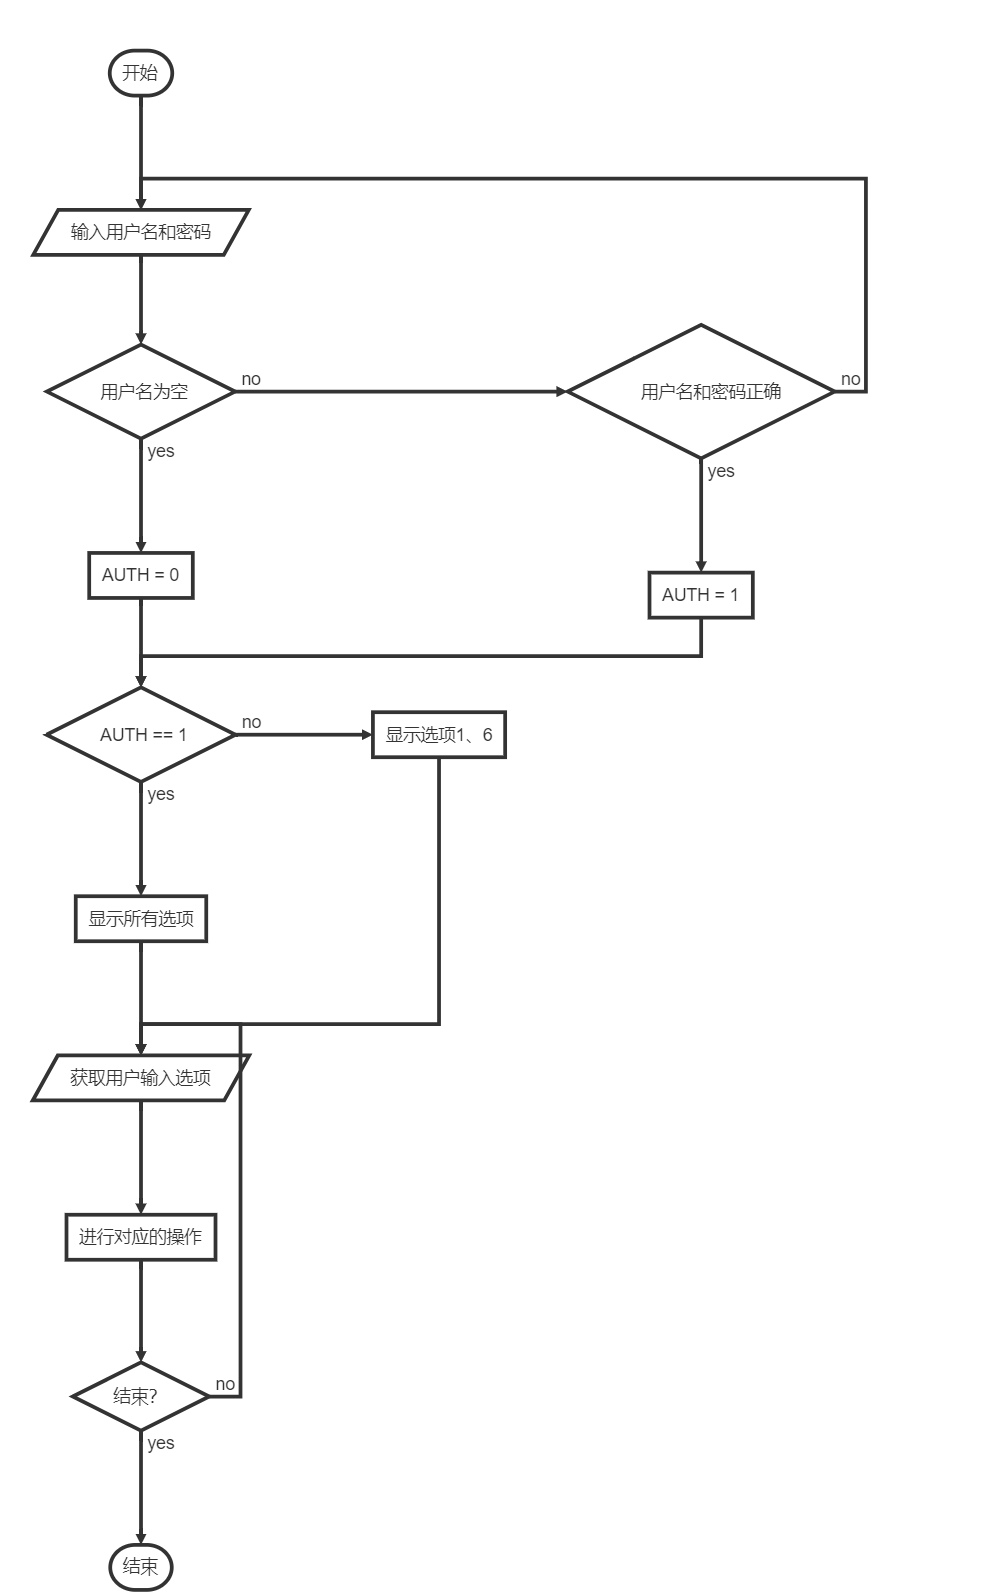 开始
输入用户名和密码
用户名为空
no
用户名和密码正确
no
yes
yes
AUTH = 0
AUTH = 1
AUTH == 1
no
显示选项1、6
yes
显示所有选项
获取用户输入选项
进行对应的操作
结束?
no
yes
结束